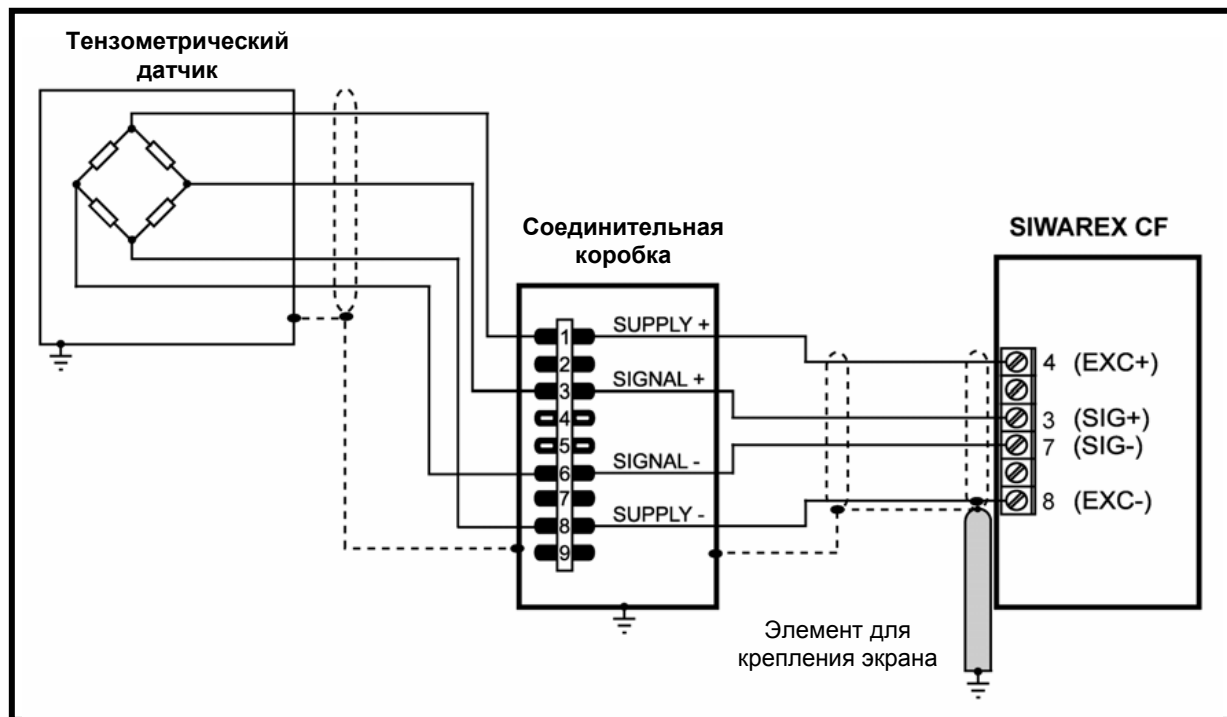 Тензометрический
датчик
Соединительная
коробка
SIWAREX CF
1
2
3
4
5
6
7
8
9
SUPPLY +
SIGNAL +
SIGNAL -
SUPPLY -
4 (EXC+)
3 (SIG+)
7 (SIG-)
8 (EXC-)
Элемент для
крепления экрана